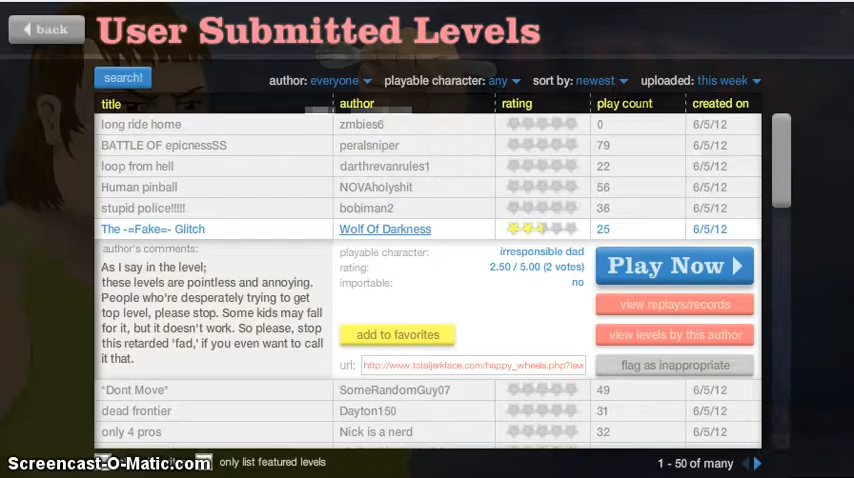 back
User Submitted Levels
search!
author: everyone playable character: any sort by: newest uploaded: this week
title author rating play count created on
long ride home zmbies6 0 6/5/12
BATTLE OF epicnessSS peralsniper 79 6/5/12
loop from hell darthrevanrules1 22 6/5/12
Human pinball NOVAholyshit 56 6/5/12
stupid police!!!!! bobiman2 36 6/5/12
The -=Fake=- Glitch Wolf Of Darkness 25 6/5/12
author's comments:
As I say in the level;
these levels are pointless and annoying.
People who're desperately trying to get
top level, please stop. Some kids may fall
for it, but it doesn't work. So please, stop
this retarded 'fad,' if you even want to call
it that.
playable character: irresponsible dad
rating: 2.50 / 5.00 (2 votes)
importable: no
add to favorites
url: http://www.totaljerkface.com/happy_wheels.php?lev
Play Now
view replays/records
view levels by this author
flag as inappropriate
*Dont Move* SomeRandomGuy07 49 6/5/12
dead frontier Dayton150 31 6/5/12
only 4 pros Nick is a nerd 32 6/5/12
only list featured levels
1 - 50 of many
Screencast-O-Matic.com